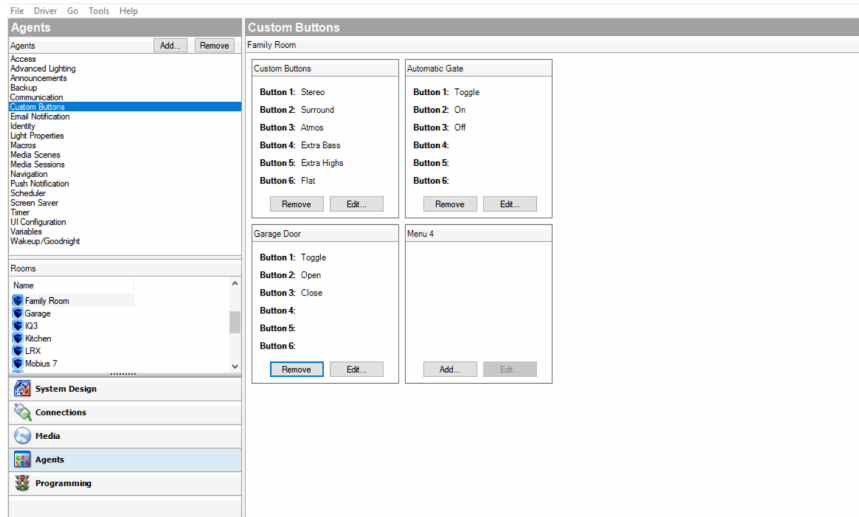 File Driver Go Tools Help
Agents
Agents Add... Remove
Access
Advanced Lighting
Announcements
Backup
Communication
Custom Buttons
Email Notification
Identity
Light Properties
Macros
Media Scenes
Media Sessions
Navigation
Push Notification
Scheduler
Screen Saver
Timer
UI Configuration
Variables
Wakeup/Goodnight
Rooms
Name
Family Room
Garage
IQ3
Kitchen
LRX
Mobius 7
System Design
Connections
Media
Agents
Programming
Custom Buttons
Family Room
Custom Buttons
Button 1: Stereo
Button 2: Surround
Button 3: Atmos
Button 4: Extra Bass
Button 5: Extra Highs
Button 6: Flat
Remove Edit...
Automatic Gate
Button 1: Toggle
Button 2: On
Button 3: Off
Button 4:
Button 5:
Button 6:
Remove Edit...
Garage Door
Button 1: Toggle
Button 2: Open
Button 3: Close
Button 4:
Button 5:
Button 6:
Remove Edit...
Menu 4
Add... Edit...